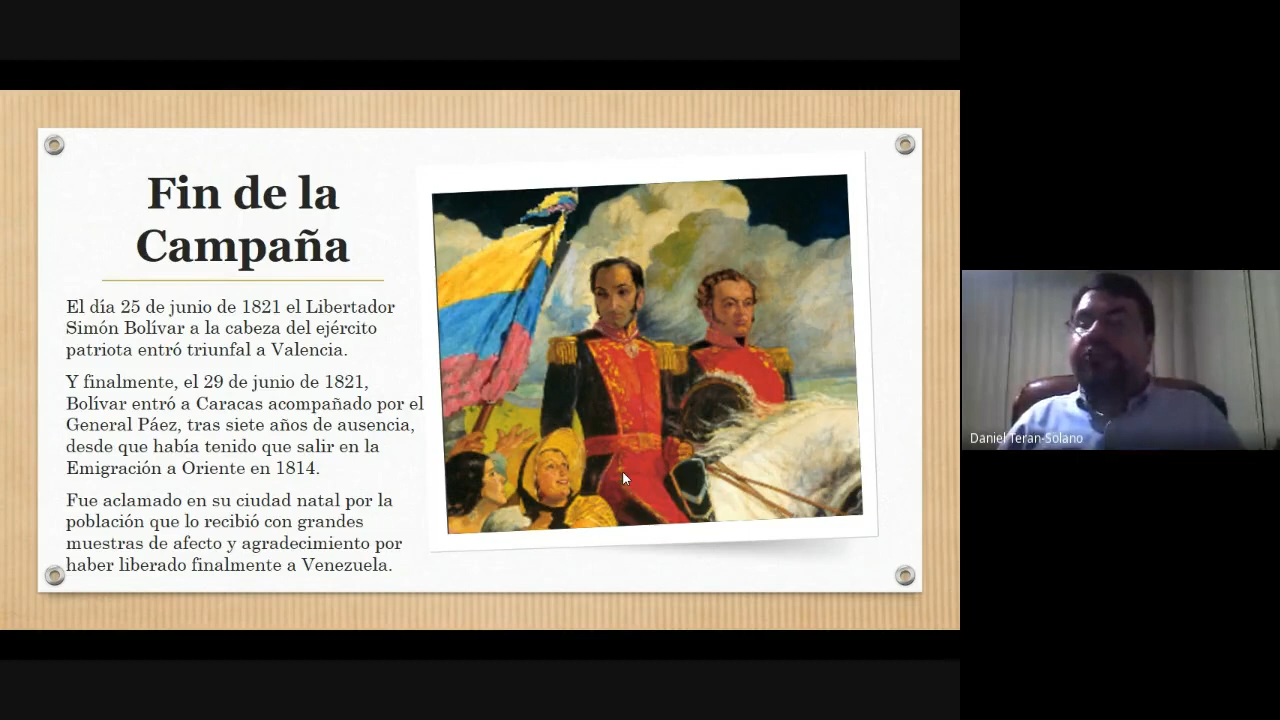 Fin de la
Campaña
El día 25 de junio de 1821 el Libertador
Simón Bolívar a la cabeza del ejército
patriota entró triunfal a Valencia.
Y finalmente, el 29 de junio de 1821,
Bolívar entró a Caracas acompañado por el
General Páez, tras siete años de ausencia,
desde que había tenido que salir en la
Emigración a Oriente en 1814.
Fue aclamado en su ciudad natal por la
población que lo recibió con grandes
muestras de afecto y agradecimiento por
haber liberado finalmente a Venezuela.
Daniel Teran-Solano